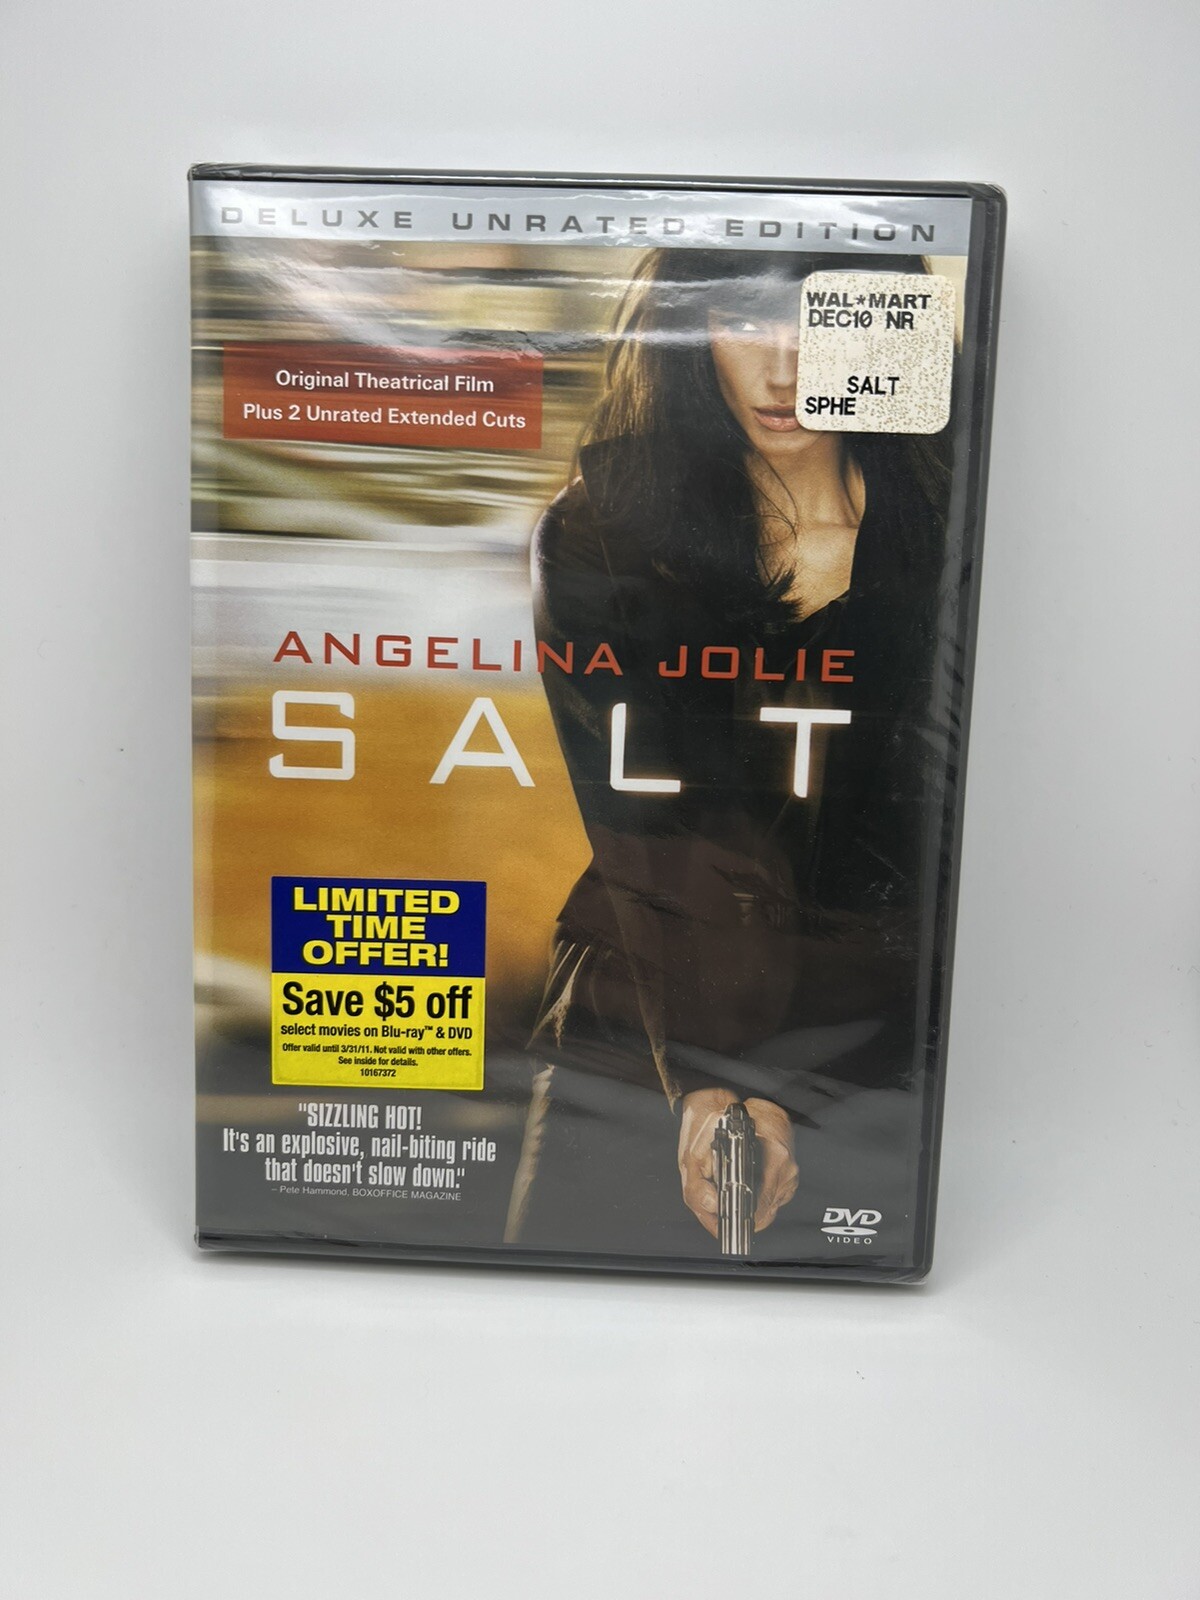 DELUXE UNRATED EDITION
WAL*MART
DEC10 NR
SALT
SPHE
Original Theatrical Film
Plus 2 Unrated Extended Cuts
ANGELINA JOLIE
SALT
LIMITED
TIME
OFFER!
Save $5 off
select movies on Blu-ray™ & DVD
Offer valid until 3/31/11. Not valid with other offers.
See inside for details.
10167372
"SIZZLING HOT!
It's an explosive, nail-biting ride
that doesn't slow down."
– Pete Hammond, BOXOFFICE MAGAZINE
DVD
VIDEO